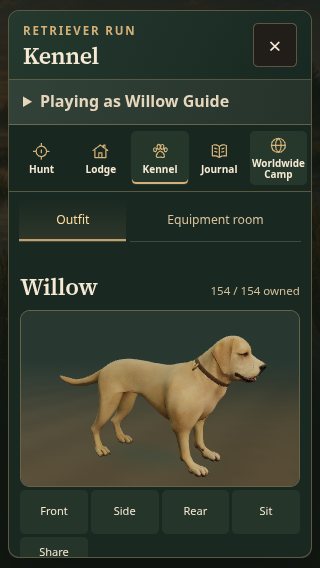 RETRIEVER RUN
Kennel
Playing as Willow Guide
Hunt
Lodge
Kennel
Journal
Worldwide
Camp
Outfit
Equipment room
Willow
154 / 154 owned
Front
Side
Rear
Sit
Share